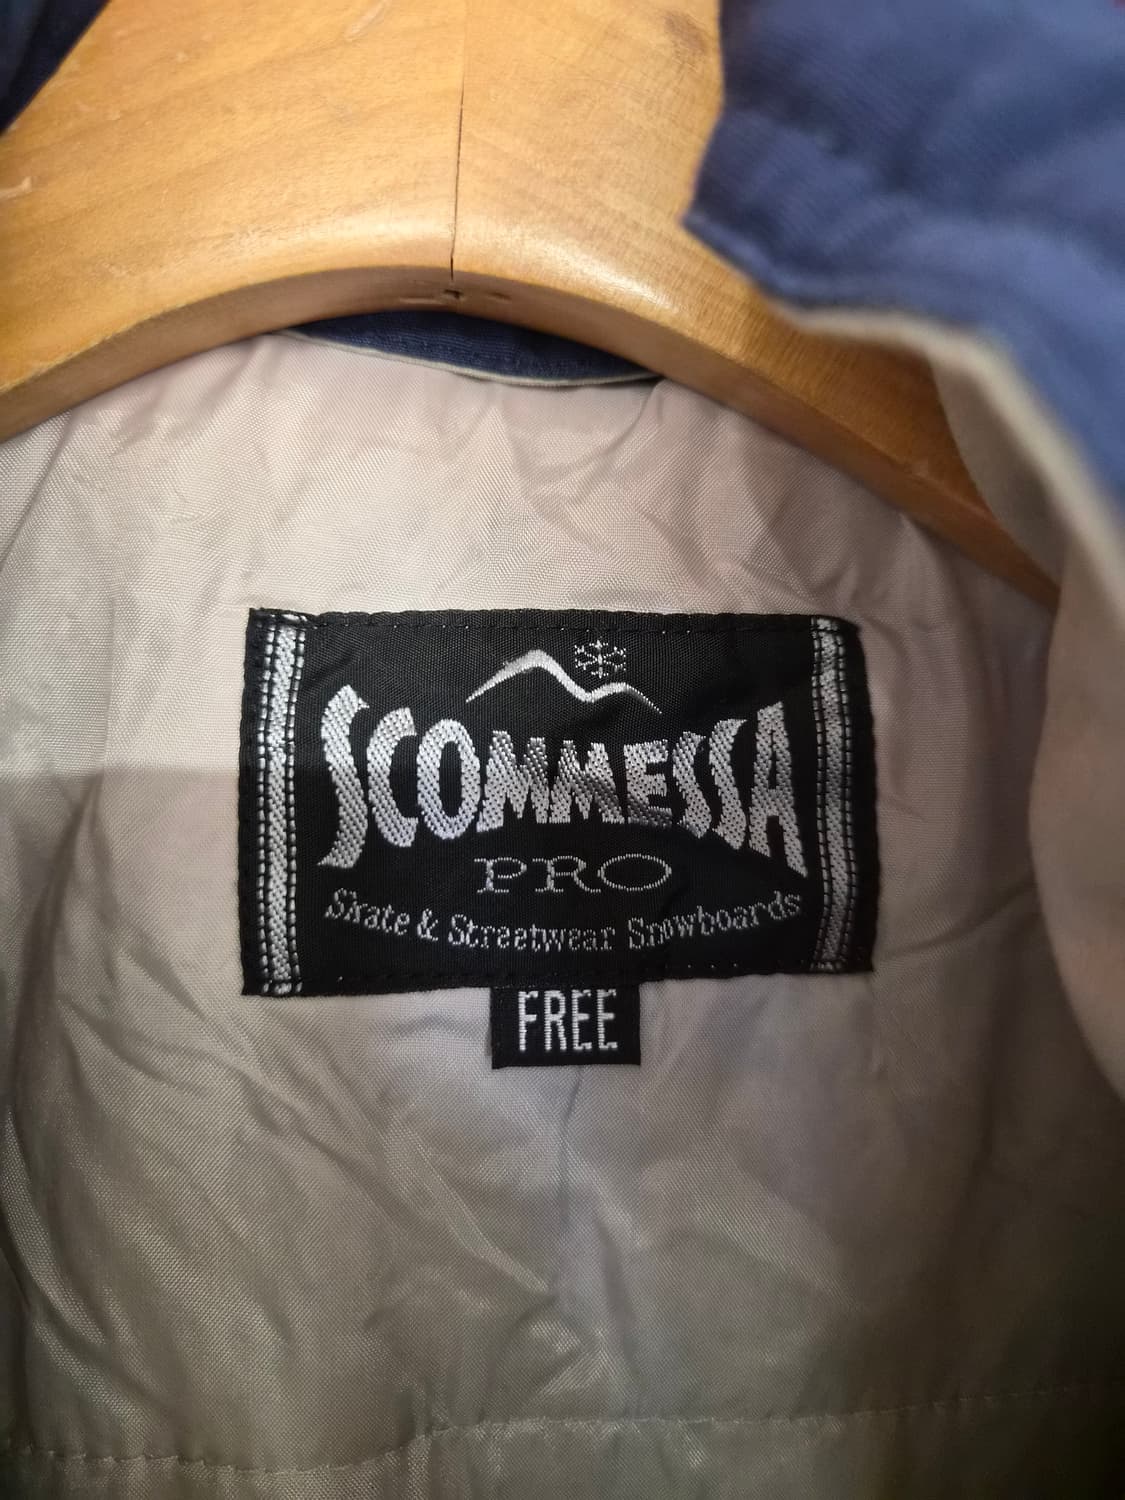 SCOMMESSA
PRO
Skate & Streetwear Snowboards
FREE